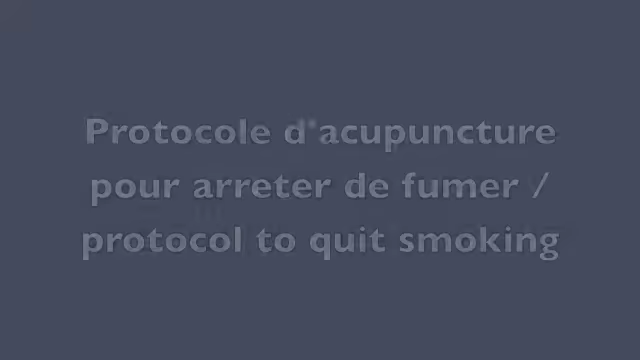 Protocole d'acupuncture
pour arreter de fumer /
protocol to quit smoking